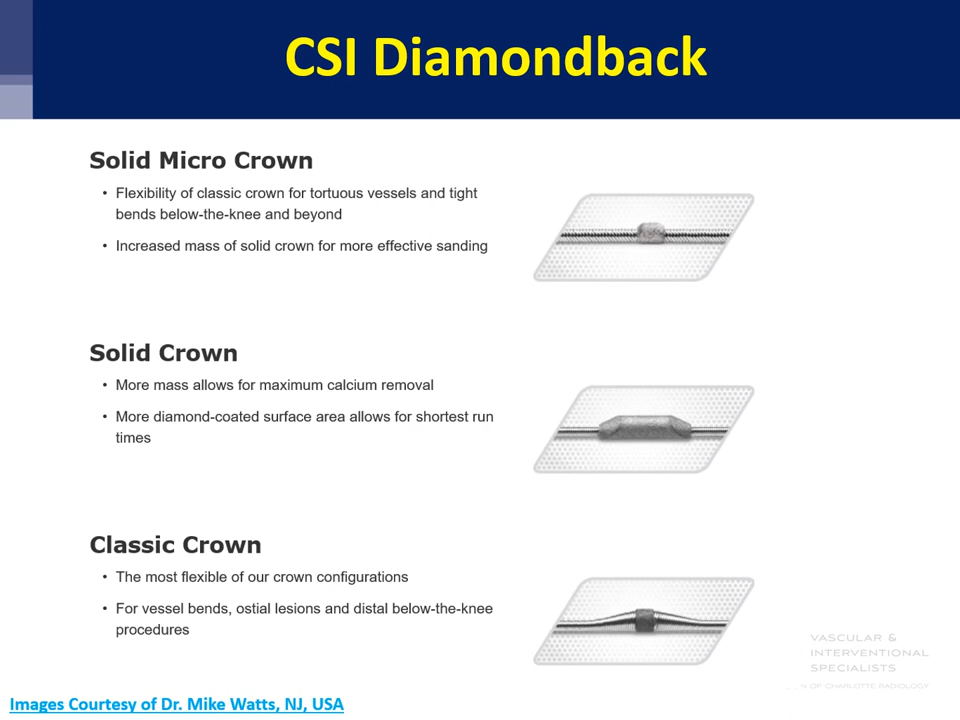 CSI Diamondback
Solid Micro Crown
• Flexibility of classic crown for tortuous vessels and tight
bends below-the-knee and beyond
• Increased mass of solid crown for more effective sanding
Solid Crown
• More mass allows for maximum calcium removal
• More diamond-coated surface area allows for shortest run
times
Classic Crown
• The most flexible of our crown configurations
• For vessel bends, ostial lesions and distal below-the-knee
procedures
VASCULAR &
INTERVENTIONAL
SPECIALISTS
OF CHARLOTTE RADIOLOGY
Images Courtesy of Dr. Mike Watts, NJ, USA